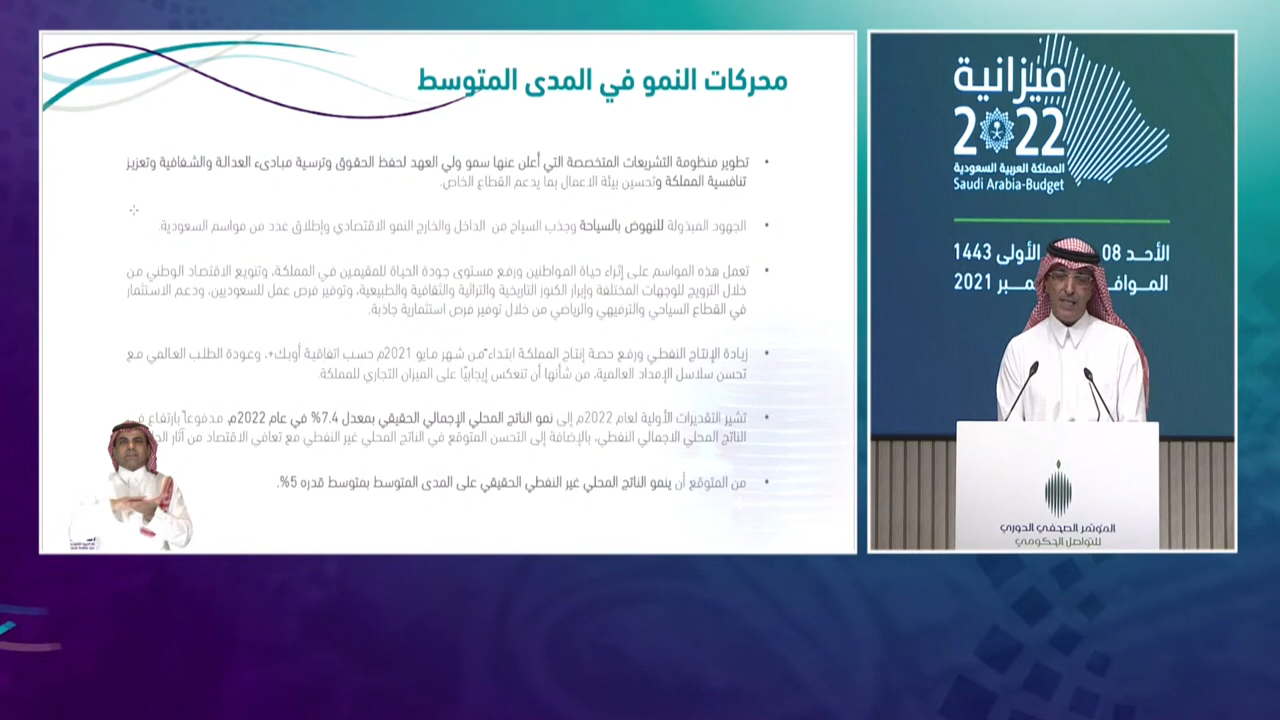 محركات النمو في المدى المتوسط
• تطوير منظومة التشريعات المتخصصة التي أعلن عنها سمو ولي العهد لحفظ الحقوق وترسية مبادىء العدالة والشفافية وتعزيز
تنافسية المملكة وتحسين بيئة الاعمال بما يدعم القطاع الخاص.
• الجهود المبذولة للنهوض بالسياحة وجذب السياح من الداخل والخارج النمو الاقتصادي وإطلاق عدد من مواسم السعودية.
• تعمل هذه المواسم على إثراء حياة المواطنين ورفع مستوى جودة الحياة للمقيمين في المملكة، وتنويع الاقتصاد الوطني من
خلال الترويج للوجهات المختلفة وإبراز الكنوز التاريخية والتراثية والثقافية والطبيعية، وتوفير فرص عمل للسعوديين، ودعم الاستثمار
في القطاع السياحي والترفيهي والرياضي من خلال توفير فرص استثمارية جاذبة.
• زيادة الإنتاج النفطي ورفع حصة إنتاج المملكة ابتداءً من شهر مايو 2021م حسب اتفاقية أوبك+، وعودة الطلب العالمي مع
تحسن سلاسل الإمداد العالمية، من شأنها أن تنعكس إيجابيًا على الميزان التجاري للمملكة.
• تشير التقديرات الأولية لعام 2022م إلى نمو الناتج المحلي الإجمالي الحقيقي بمعدل 7.4% في عام 2022م، مدفوعاً بارتفاع
الناتج المحلي الاجمالي النفطي، بالإضافة إلى التحسن المتوقع في الناتج المحلي غير النفطي مع تعافي الاقتصاد من آثار
• من المتوقع أن ينمو الناتج المحلي غير النفطي الحقيقي على المدى المتوسط بمتوسط قدره 5%.
ميزانية
2022
المملكة العربية السعودية
Saudi Arabia-Budget
الأحد 08 الأولى 1443
2021
المؤتمر الصحفي الدوري
للتواصل الحكومي